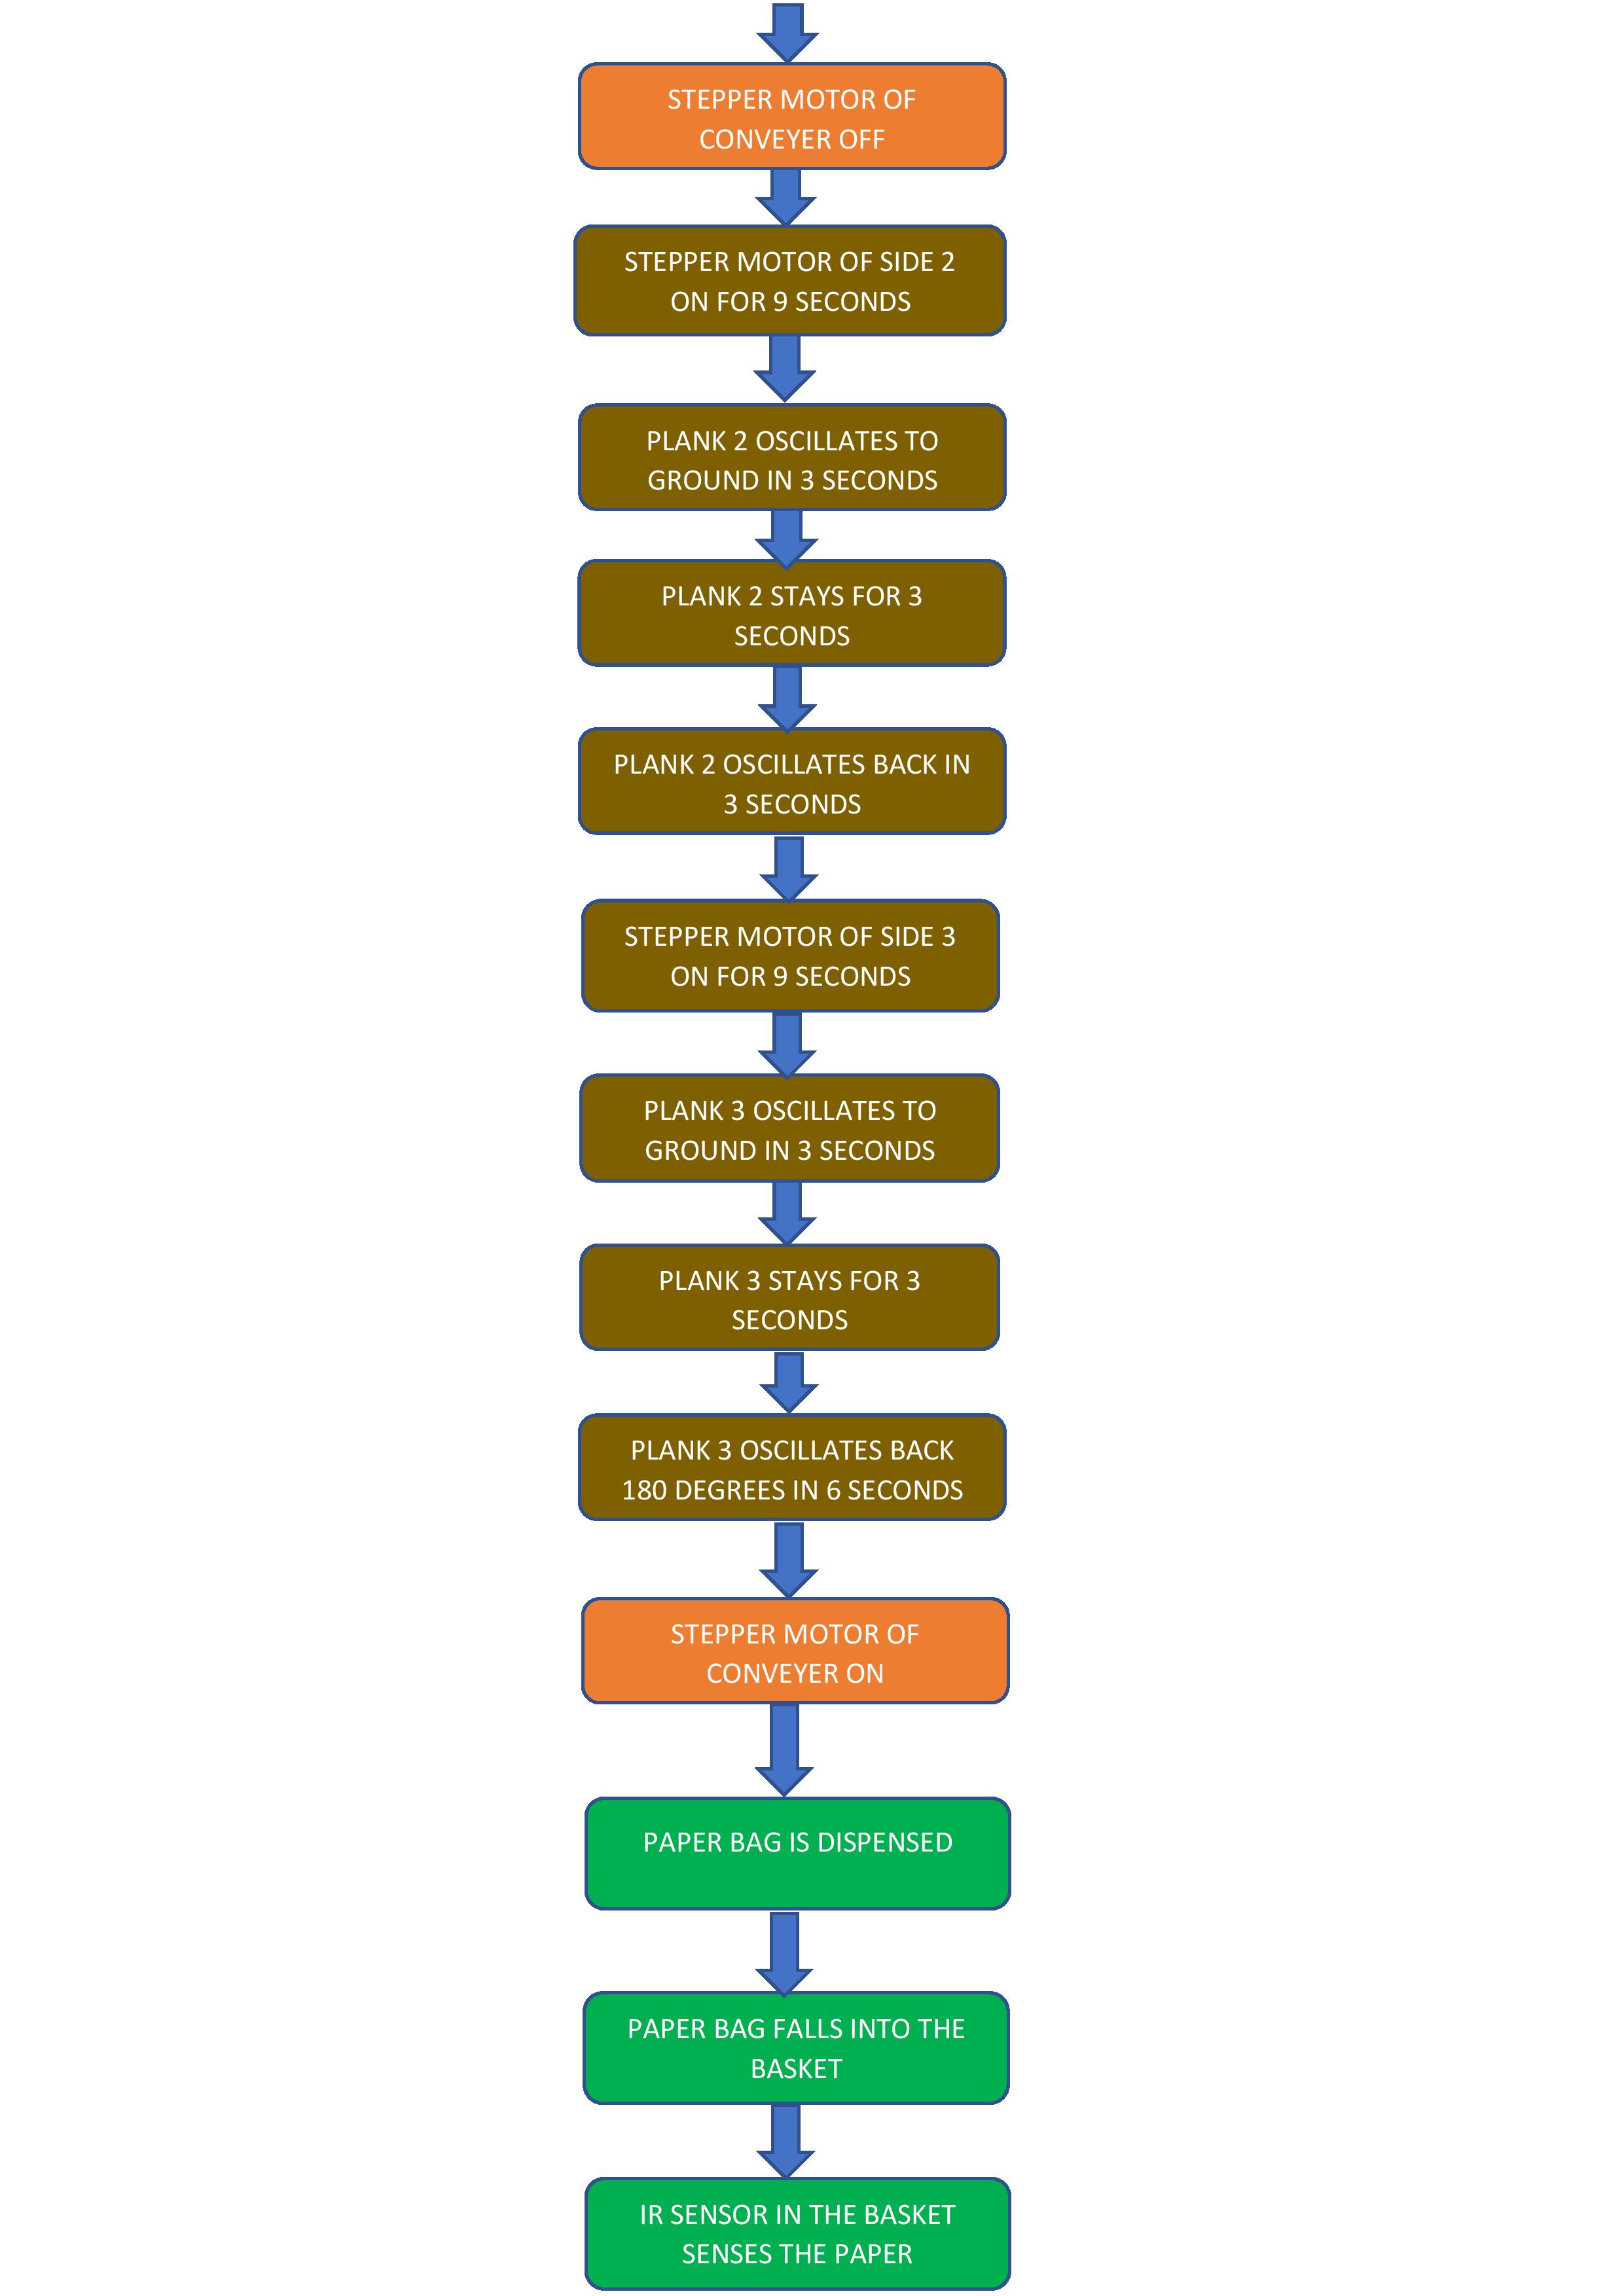 STEPPER MOTOR OF
CONVEYER OFF
STEPPER MOTOR OF SIDE 2
ON FOR 9 SECONDS
PLANK 2 OSCILLATES TO
GROUND IN 3 SECONDS
PLANK 2 STAYS FOR 3
SECONDS
PLANK 2 OSCILLATES BACK IN
3 SECONDS
STEPPER MOTOR OF SIDE 3
ON FOR 9 SECONDS
PLANK 3 OSCILLATES TO
GROUND IN 3 SECONDS
PLANK 3 STAYS FOR 3
SECONDS
PLANK 3 OSCILLATES BACK
180 DEGREES IN 6 SECONDS
STEPPER MOTOR OF
CONVEYER ON
PAPER BAG IS DISPENSED
PAPER BAG FALLS INTO THE
BASKET
IR SENSOR IN THE BASKET
SENSES THE PAPER